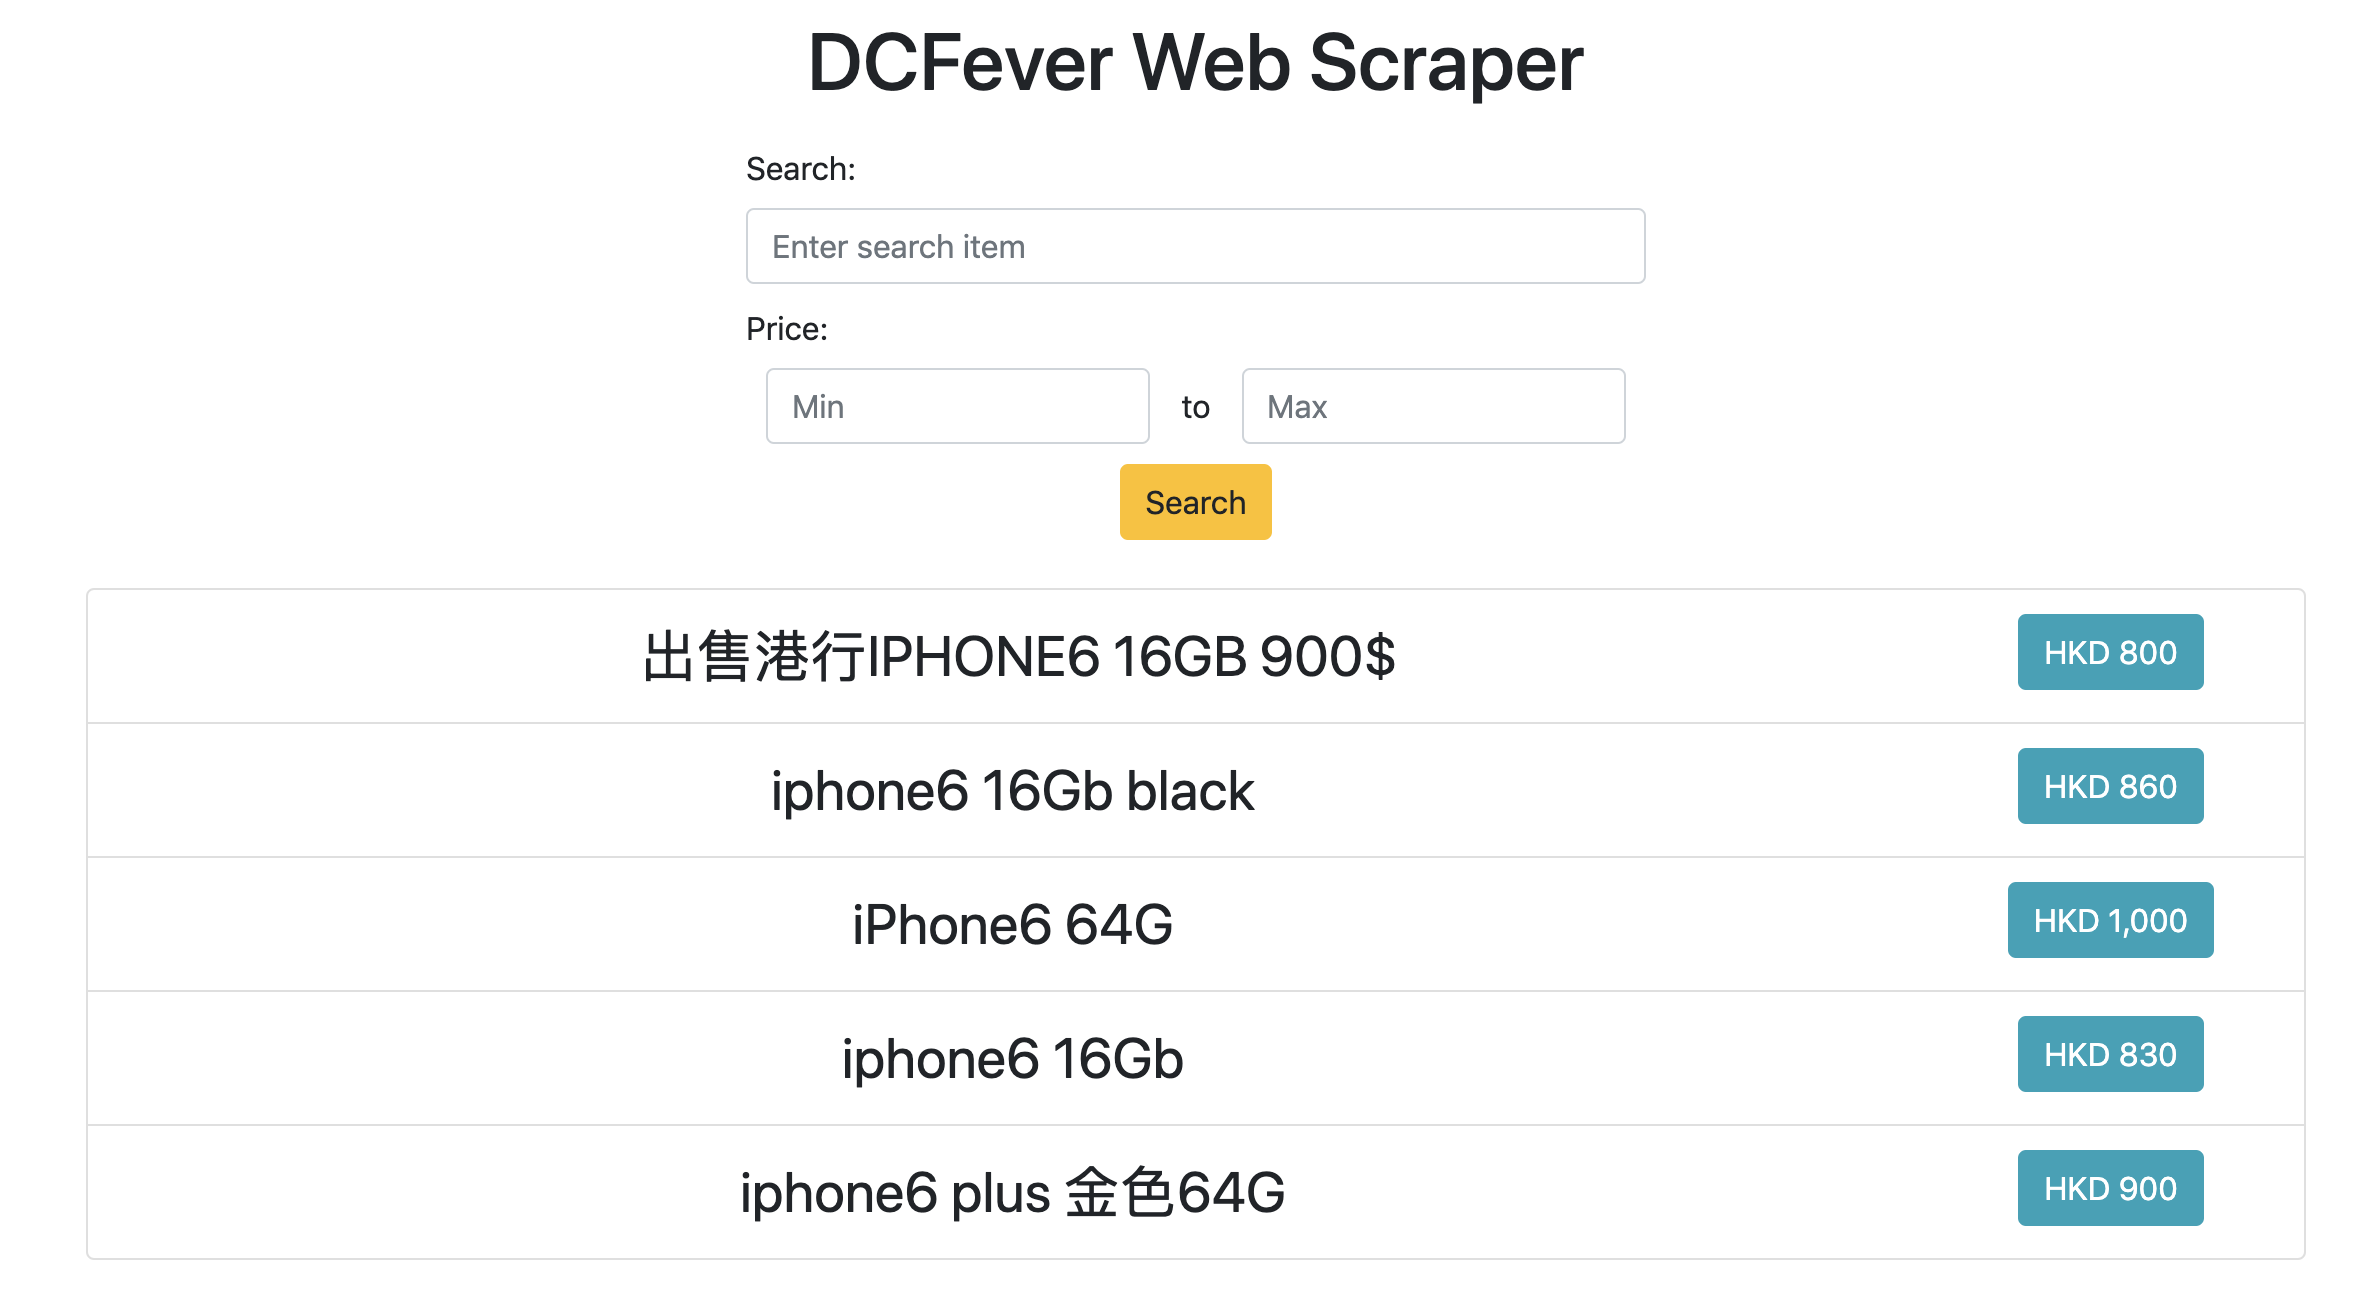 DCFever Web Scraper
Search:
Enter search item
Price:
Min to Max
Search
出售港行IPHONE6 16GB 900$ HKD 800
iphone6 16Gb black HKD 860
iPhone6 64G HKD 1,000
iphone6 16Gb HKD 830
iphone6 plus 金色64G HKD 900